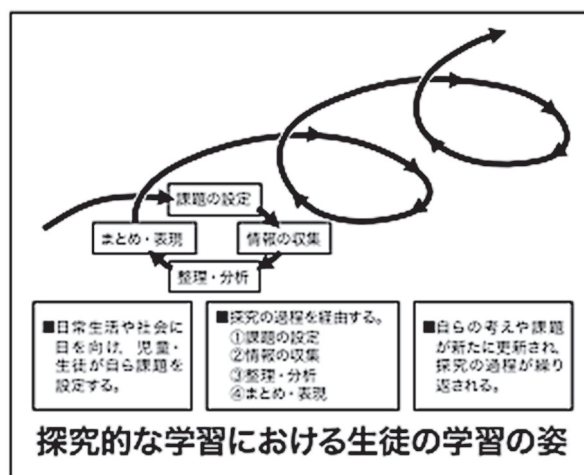 課題の設定
まとめ・表現
情報の収集
整理・分析
■日常生活や社会に
目を向け、児童・
生徒が自ら課題を
設定する。
■探究の過程を経由する。
①課題の設定
②情報の収集
③整理・分析
④まとめ・表現
■自らの考えや課題
が新たに更新され、
探究の過程が繰り
返される。
探究的な学習における生徒の学習の姿